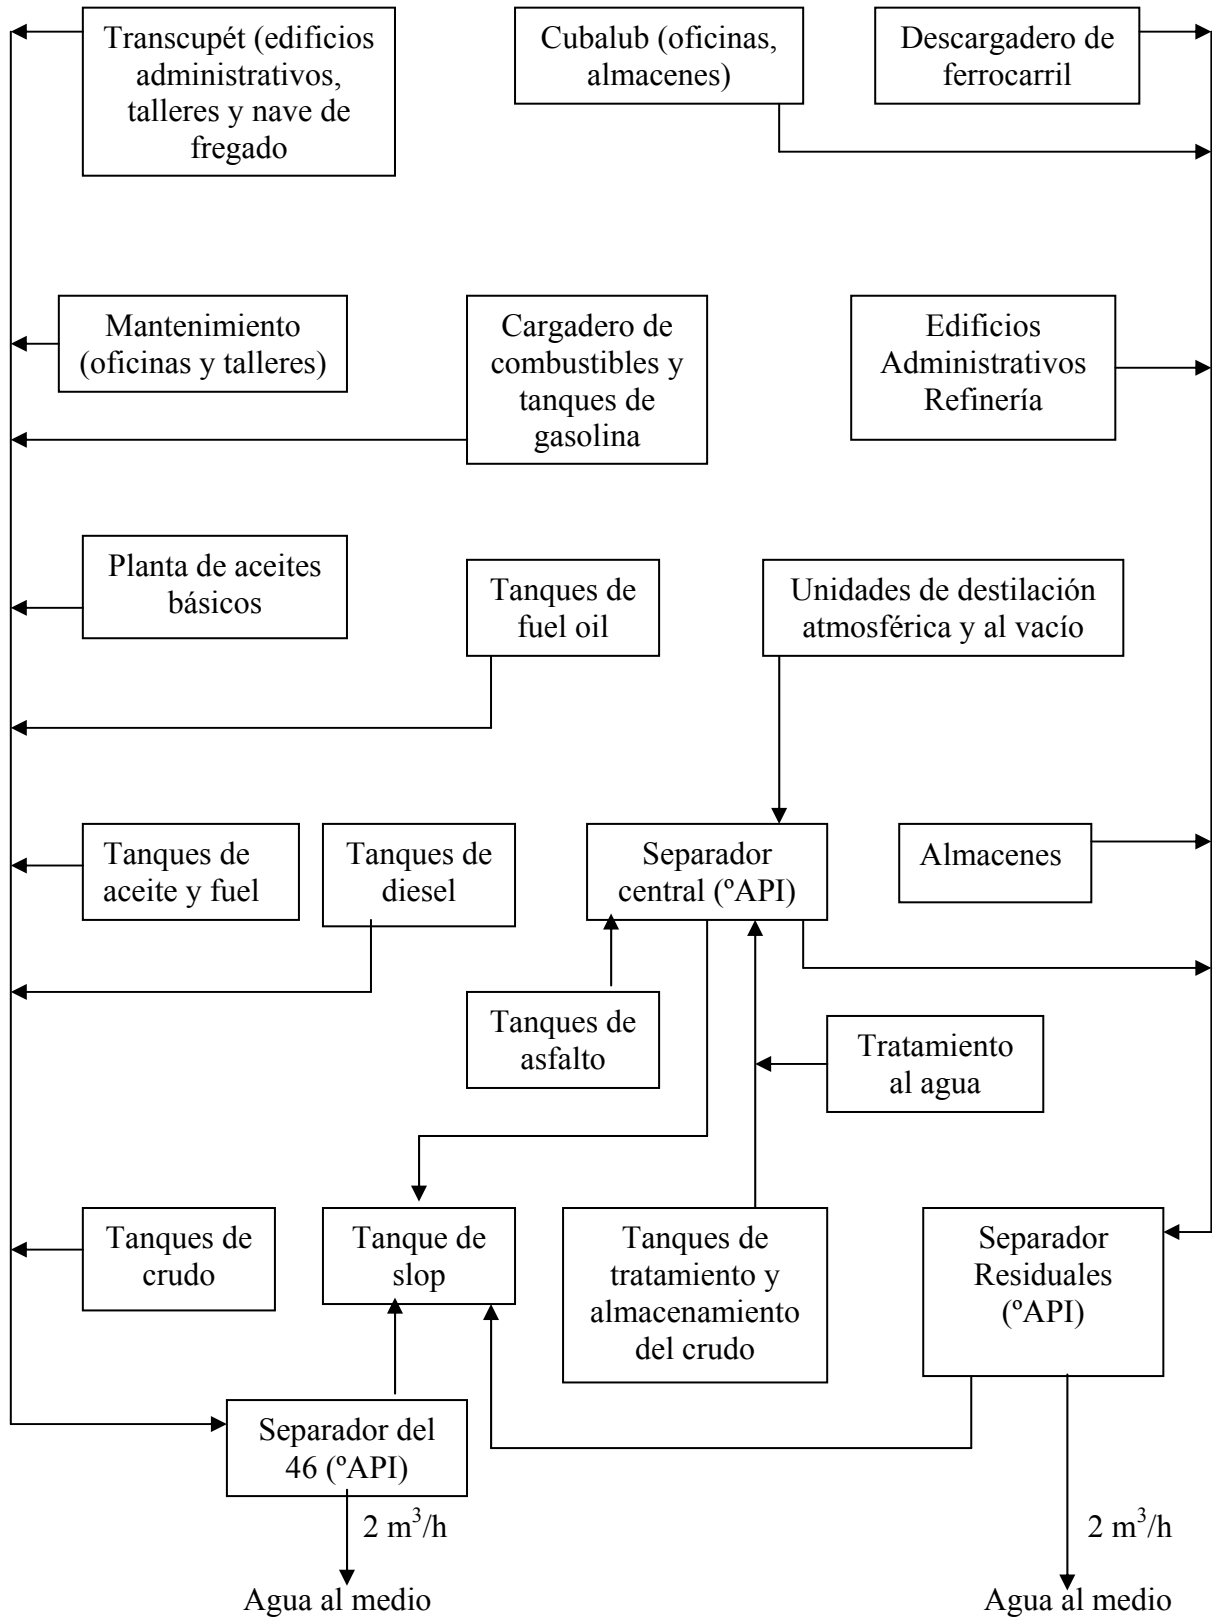 Transcupét (edificios
administrativos,
talleres y nave de
fregado
Cubalub (oficinas,
almacenes)
Descargadero de
ferrocarril
Mantenimiento
(oficinas y talleres)
Cargadero de
combustibles y
tanques de
gasolina
Edificios
Administrativos
Refinería
Planta de aceites
básicos
Tanques de
fuel oil
Unidades de destilación
atmosférica y al vacío
Tanques de
aceite y fuel
Tanques de
diesel
Separador
central (ºAPI)
Almacenes
Tanques de
asfalto
Tratamiento
al agua
Tanques de
crudo
Tanque de
slop
Tanques de
tratamiento y
almacenamiento
del crudo
Separador
Residuales
(ºAPI)
Separador del
46 (ºAPI)
2 m³/h
2 m³/h
Agua al medio
Agua al medio